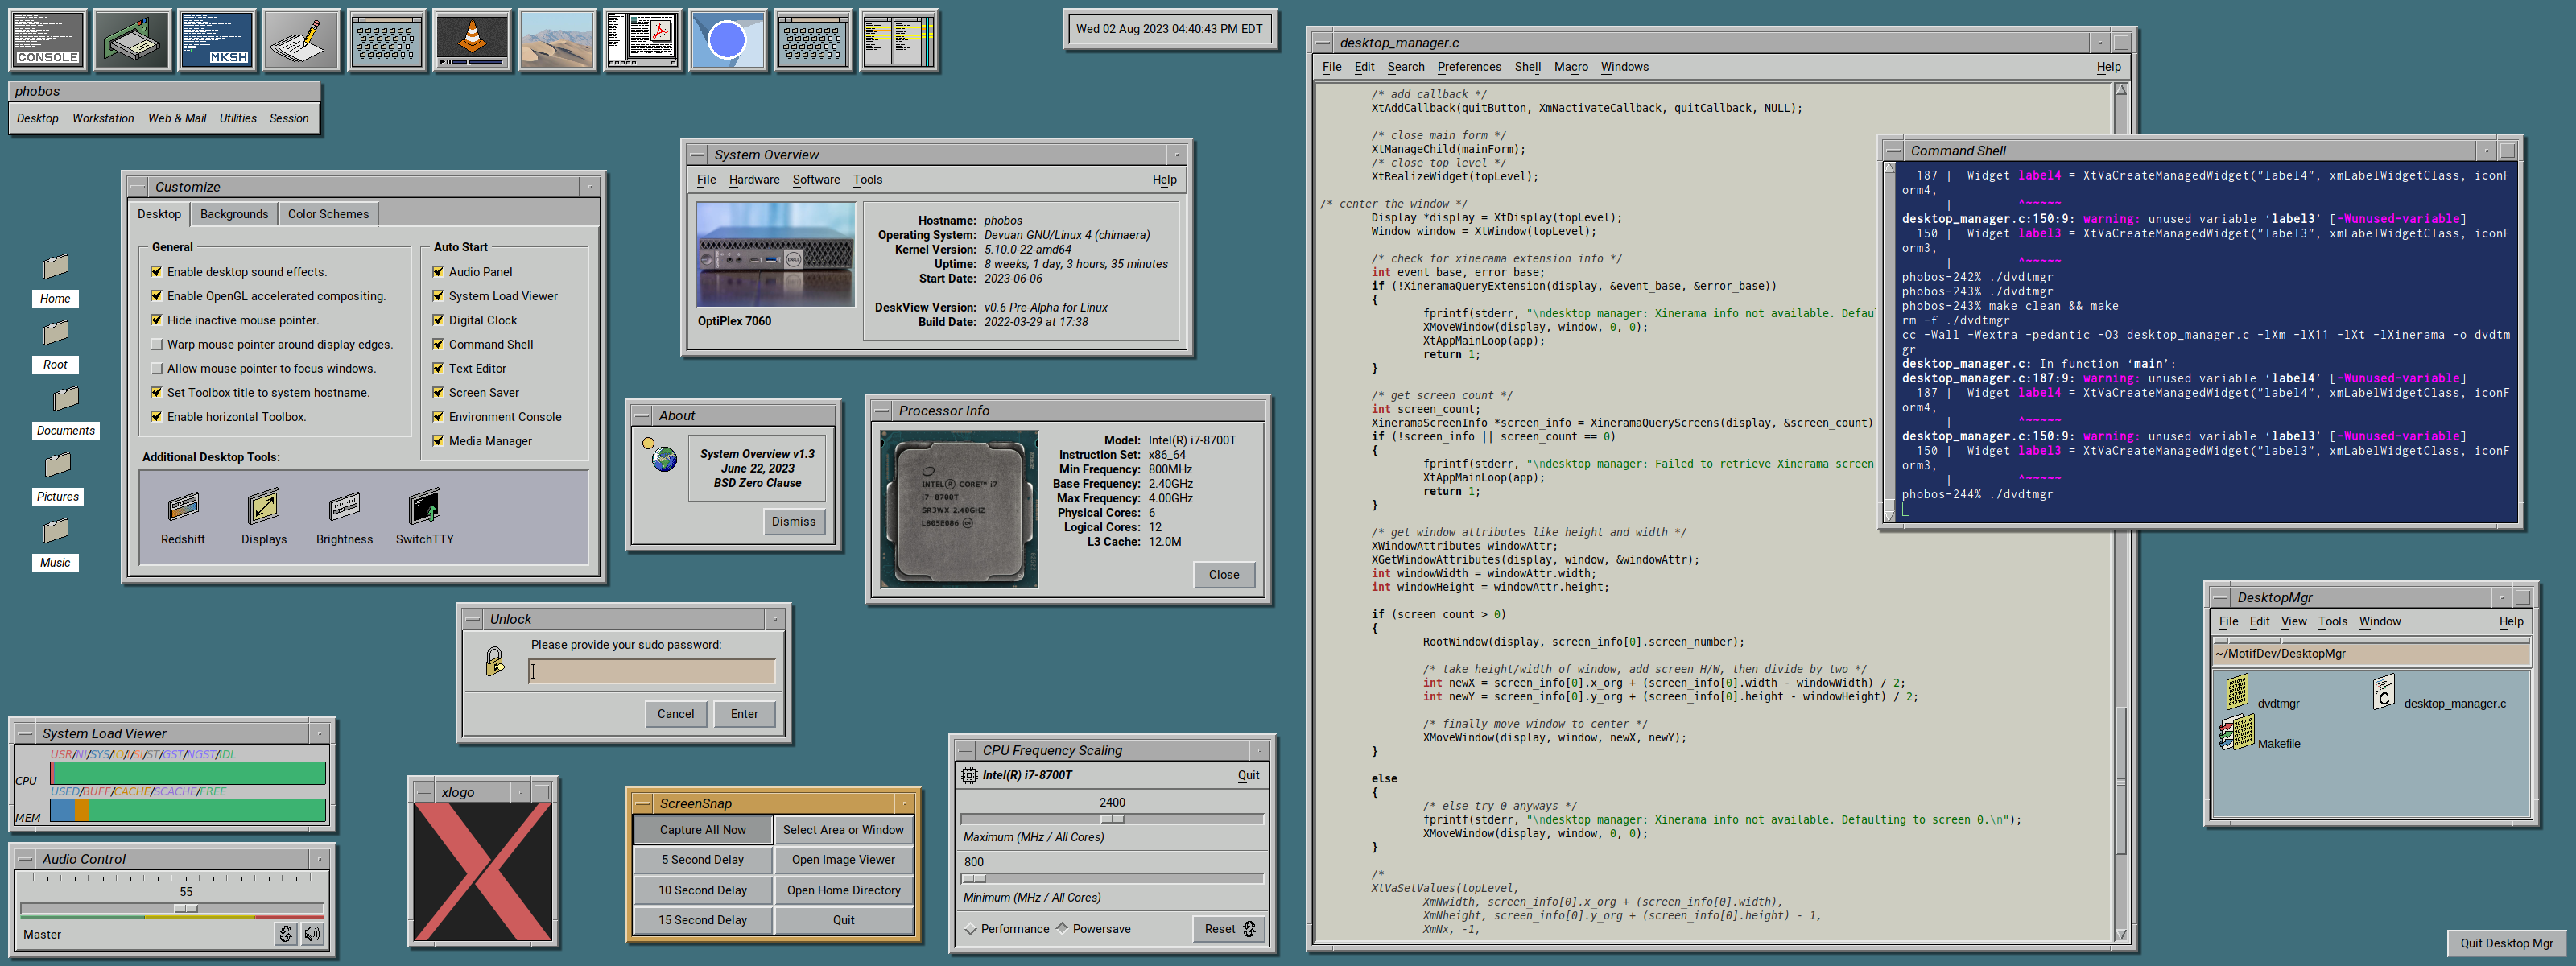 CONSOLE
MKSH
Wed 02 Aug 2023 04:40:43 PM EDT
phobos
Desktop Workstation Web & Mail Utilities Session
Customize
Desktop Backgrounds Color Schemes
General
Enable desktop sound effects.
Enable OpenGL accelerated compositing.
Hide inactive mouse pointer.
Warp mouse pointer around display edges.
Allow mouse pointer to focus windows.
Set Toolbox title to system hostname.
Enable horizontal Toolbox.
Auto Start
Audio Panel
System Load Viewer
Digital Clock
Command Shell
Text Editor
Screen Saver
Environment Console
Media Manager
Additional Desktop Tools:
Redshift Displays Brightness SwitchTTY
Home
Root
Documents
Pictures
Music
System Overview
File Hardware Software Tools Help
OptiPlex 7060
Hostname: phobos
Operating System: Devuan GNU/Linux 4 (chimaera)
Kernel Version: 5.10.0-22-amd64
Uptime: 8 weeks, 1 day, 3 hours, 35 minutes
Start Date: 2023-06-06
DeskView Version: v0.6 Pre-Alpha for Linux
Build Date: 2022-03-29 at 17:38
About
System Overview v1.3
June 22, 2023
BSD Zero Clause
Dismiss
Processor Info
INTEL® CORE™ i7
i7-8700T
SR3WX 2.40GHZ
L805E086
Model: Intel(R) i7-8700T
Instruction Set: x86_64
Min Frequency: 800MHz
Base Frequency: 2.40GHz
Max Frequency: 4.00GHz
Physical Cores: 6
Logical Cores: 12
L3 Cache: 12.0M
Close
Unlock
Please provide your sudo password:
Cancel Enter
System Load Viewer
USR/NI/SYS/IO/I/SI/ST/GST/NGST/IDL
CPU
USED/BUFF/CACHE/SCACHE/FREE
MEM
Audio Control
55
Master
xlogo
ScreenSnap
Capture All Now Select Area or Window
5 Second Delay Open Image Viewer
10 Second Delay Open Home Directory
15 Second Delay Quit
CPU Frequency Scaling
Intel(R) i7-8700T Quit
2400
Maximum (MHz / All Cores)
800
Minimum (MHz / All Cores)
Performance Powersave Reset
desktop_manager.c
File Edit Search Preferences Shell Macro Windows Help
/* add callback */
XtAddCallback(quitButton, XmNactivateCallback, quitCallback, NULL);
/* close main form */
XtManageChild(mainForm);
/* close top level */
XtRealizeWidget(topLevel);
/* center the window */
Display *display = XtDisplay(topLevel);
Window window = XtWindow(topLevel);
/* check for xinerama extension info */
int event_base, error_base;
if (!XineramaQueryExtension(display, &event_base, &error_base))
{
fprintf(stderr, "\ndesktop manager: Xinerama info not available. Defau
XMoveWindow(display, window, 0, 0);
XtAppMainLoop(app);
return 1;
}
/* get screen count */
int screen_count;
XineramaScreenInfo *screen_info = XineramaQueryScreens(display, &screen_count)
if (!screen_info || screen_count == 0)
{
fprintf(stderr, "\ndesktop manager: Failed to retrieve Xinerama screen
XtAppMainLoop(app);
return 1;
}
/* get window attributes like height and width */
XWindowAttributes windowAttr;
XGetWindowAttributes(display, window, &windowAttr);
int windowWidth = windowAttr.width;
int windowHeight = windowAttr.height;
if (screen_count > 0)
{
RootWindow(display, screen_info[0].screen_number);
/* take height/width of window, add screen H/W, then divide by two */
int newX = screen_info[0].x_org + (screen_info[0].width - windowWidth) / 2;
int newY = screen_info[0].y_org + (screen_info[0].height - windowHeight) / 2;
/* finally move window to center */
XMoveWindow(display, window, newX, newY);
}
else
{
/* else try 0 anyways */
fprintf(stderr, "\ndesktop manager: Xinerama info not available. Defaulting to screen 0.\n");
XMoveWindow(display, window, 0, 0);
}
/*
XtVaSetValues(topLevel,
XmNwidth, screen_info[0].x_org + (screen_info[0].width),
XmNheight, screen_info[0].y_org + (screen_info[0].height) - 1,
XmNx, -1,
Command Shell
187 | Widget label4 = XtVaCreateManagedWidget("label4", xmLabelWidgetClass, iconF
orm4,
| ^~~~~~
desktop_manager.c:150:9: warning: unused variable ‘label3’ [-Wunused-variable]
150 | Widget label3 = XtVaCreateManagedWidget("label3", xmLabelWidgetClass, iconF
orm3,
| ^~~~~~
phobos-242% ./dvdtmgr
phobos-243% ./dvdtmgr
phobos-243% make clean && make
rm -f ./dvdtmgr
cc -Wall -Wextra -pedantic -O3 desktop_manager.c -lXm -lX11 -lXt -lXinerama -o dvdtm
gr
desktop_manager.c: In function ‘main’:
desktop_manager.c:187:9: warning: unused variable ‘label4’ [-Wunused-variable]
187 | Widget label4 = XtVaCreateManagedWidget("label4", xmLabelWidgetClass, iconF
orm4,
| ^~~~~~
desktop_manager.c:150:9: warning: unused variable ‘label3’ [-Wunused-variable]
150 | Widget label3 = XtVaCreateManagedWidget("label3", xmLabelWidgetClass, iconF
orm3,
| ^~~~~~
phobos-244% ./dvdtmgr
DesktopMgr
File Edit View Tools Window Help
~/MotifDev/DesktopMgr
dvdtmgr desktop_manager.c
Makefile
Quit Desktop Mgr